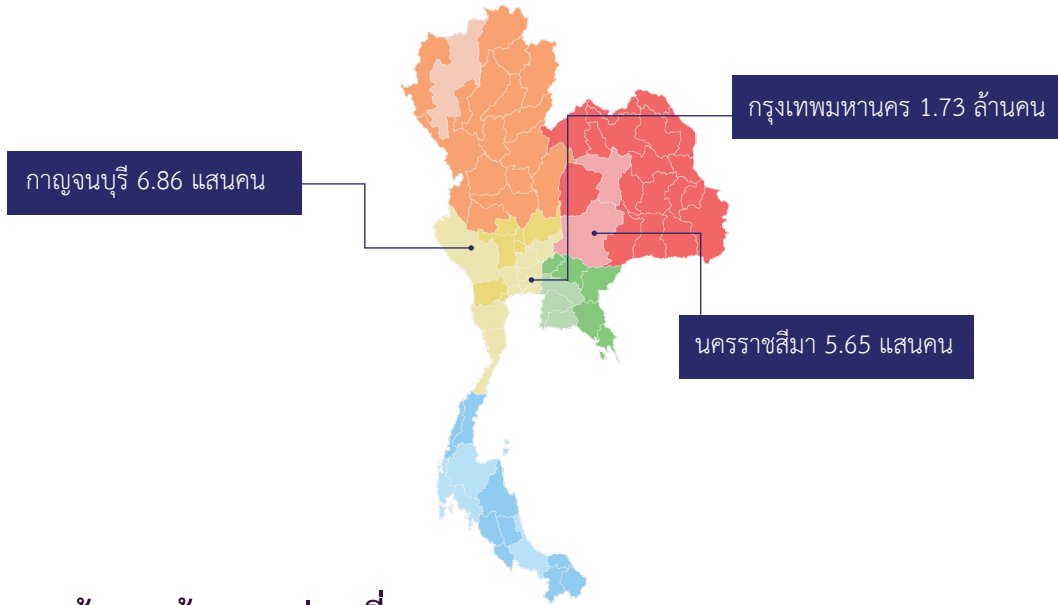 กรุงเทพมหานคร 1.73 ล้านคน
กาญจนบุรี 6.86 แสนคน
นครราชสีมา 5.65 แสนคน